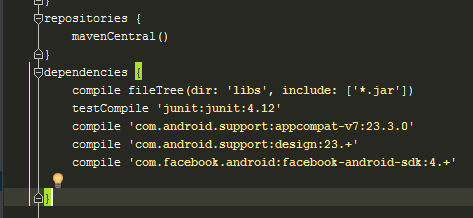 }
repositories {
mavenCentral()
}
dependencies {
compile fileTree(dir: 'libs', include: ['*.jar'])
testCompile 'junit:junit:4.12'
compile 'com.android.support:appcompat-v7:23.3.0'
compile 'com.android.support:design:23.+'
compile 'com.facebook.android:facebook-android-sdk:4.+'
}